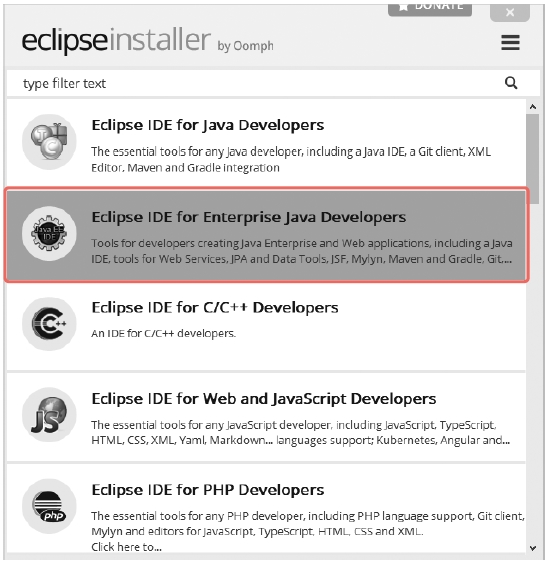 DONATE
eclipseinstaller by Oomph
type filter text
Eclipse IDE for Java Developers
The essential tools for any Java developer, including a Java IDE, a Git client, XML
Editor, Maven and Gradle integration
Java EE
IDE
Eclipse IDE for Enterprise Java Developers
Tools for developers creating Java Enterprise and Web applications, including a Java
IDE, tools for Web Services, JPA and Data Tools, JSF, Mylyn, Maven and Gradle, Git,...
C++
Eclipse IDE for C/C++ Developers
An IDE for C/C++ developers.
JS
Eclipse IDE for Web and JavaScript Developers
The essential tools for any JavaScript developer, including JavaScript, TypeScript,
HTML, CSS, XML, Yaml, Markdown... languages support; Kubernetes, Angular and...
php
Eclipse IDE for PHP Developers
The essential tools for any PHP developer, including PHP language support, Git client,
Mylyn and editors for JavaScript, TypeScript, HTML, CSS and XML.
Click here to...